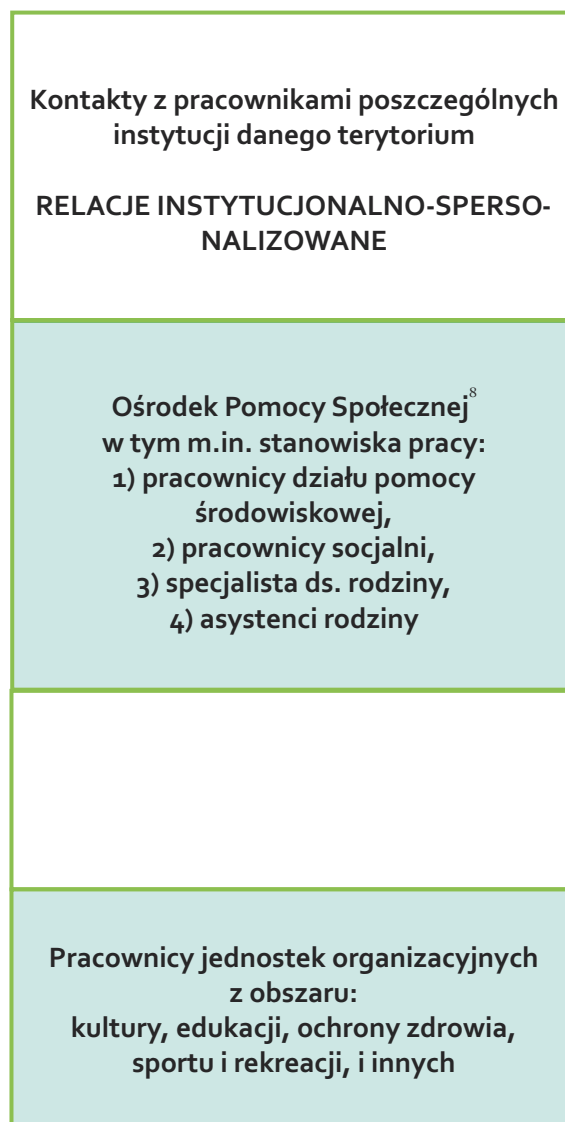 Kontakty z pracownikami poszczególnych
instytucji danego terytorium
RELACJE INSTYTUCJONALNO-SPERSO-
NALIZOWANE
Ośrodek Pomocy Społecznej⁸
w tym m.in. stanowiska pracy:
1) pracownicy działu pomocy
środowiskowej,
2) pracownicy socjalni,
3) specjalista ds. rodziny,
4) asystenci rodziny
Pracownicy jednostek organizacyjnych
z obszaru:
kultury, edukacji, ochrony zdrowia,
sportu i rekreacji, i innych